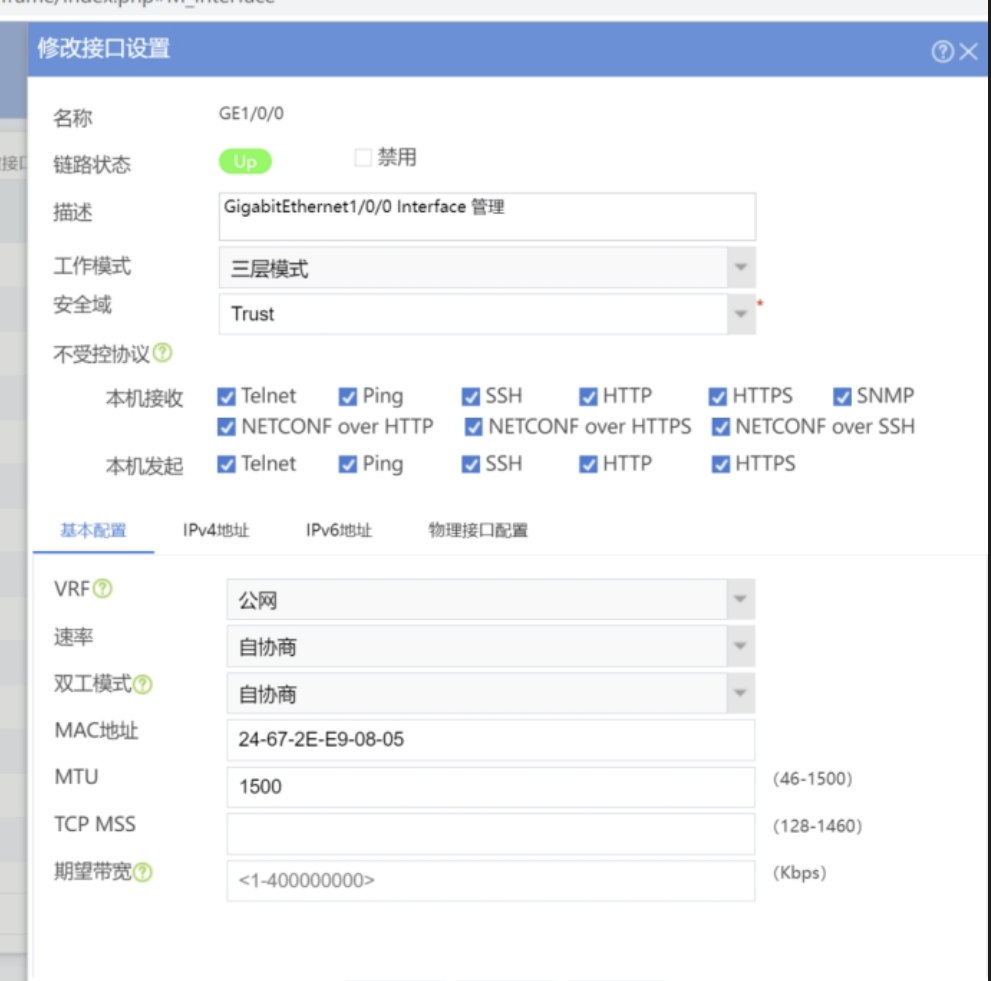 修改接口设置
名称 GE1/0/0
链路状态 Up 禁用
描述 GigabitEthernet1/0/0 Interface 管理
工作模式 三层模式
安全域 Trust *
不受控协议
本机接收 Telnet Ping SSH HTTP HTTPS SNMP
NETCONF over HTTP NETCONF over HTTPS NETCONF over SSH
本机发起 Telnet Ping SSH HTTP HTTPS
基本配置 IPv4地址 IPv6地址 物理接口配置
VRF 公网
速率 自协商
双工模式 自协商
MAC地址 24-67-2E-E9-08-05
MTU 1500 (46-1500)
TCP MSS (128-1460)
期望带宽 <1-400000000> (Kbps)